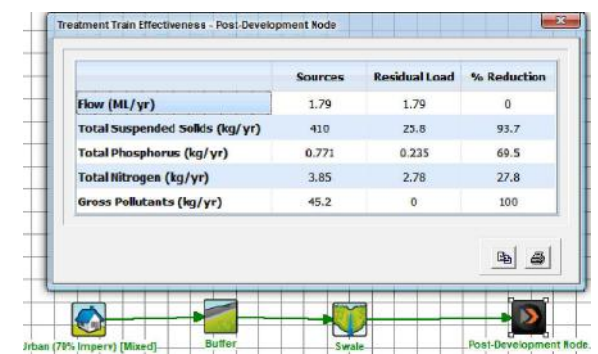 Treatment Train Effectiveness - Post-Development Node
Sources Residual Load % Reduction
Flow (ML/yr) 1.79 1.79 0
Total Suspended Solids (kg/yr) 410 25.8 93.7
Total Phosphorus (kg/yr) 0.771 0.235 69.5
Total Nitrogen (kg/yr) 3.85 2.78 27.8
Gross Pollutants (kg/yr) 45.2 0 100
Urban (70% Imperv) [Mixed] Buffer Swale Post-Development Node